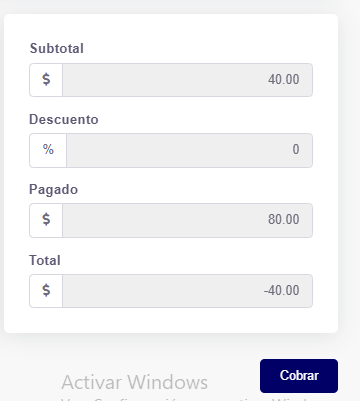 Subtotal
$ 40.00
Descuento
% 0
Pagado
$ 80.00
Total
$ -40.00
Cobrar
Activar Windows